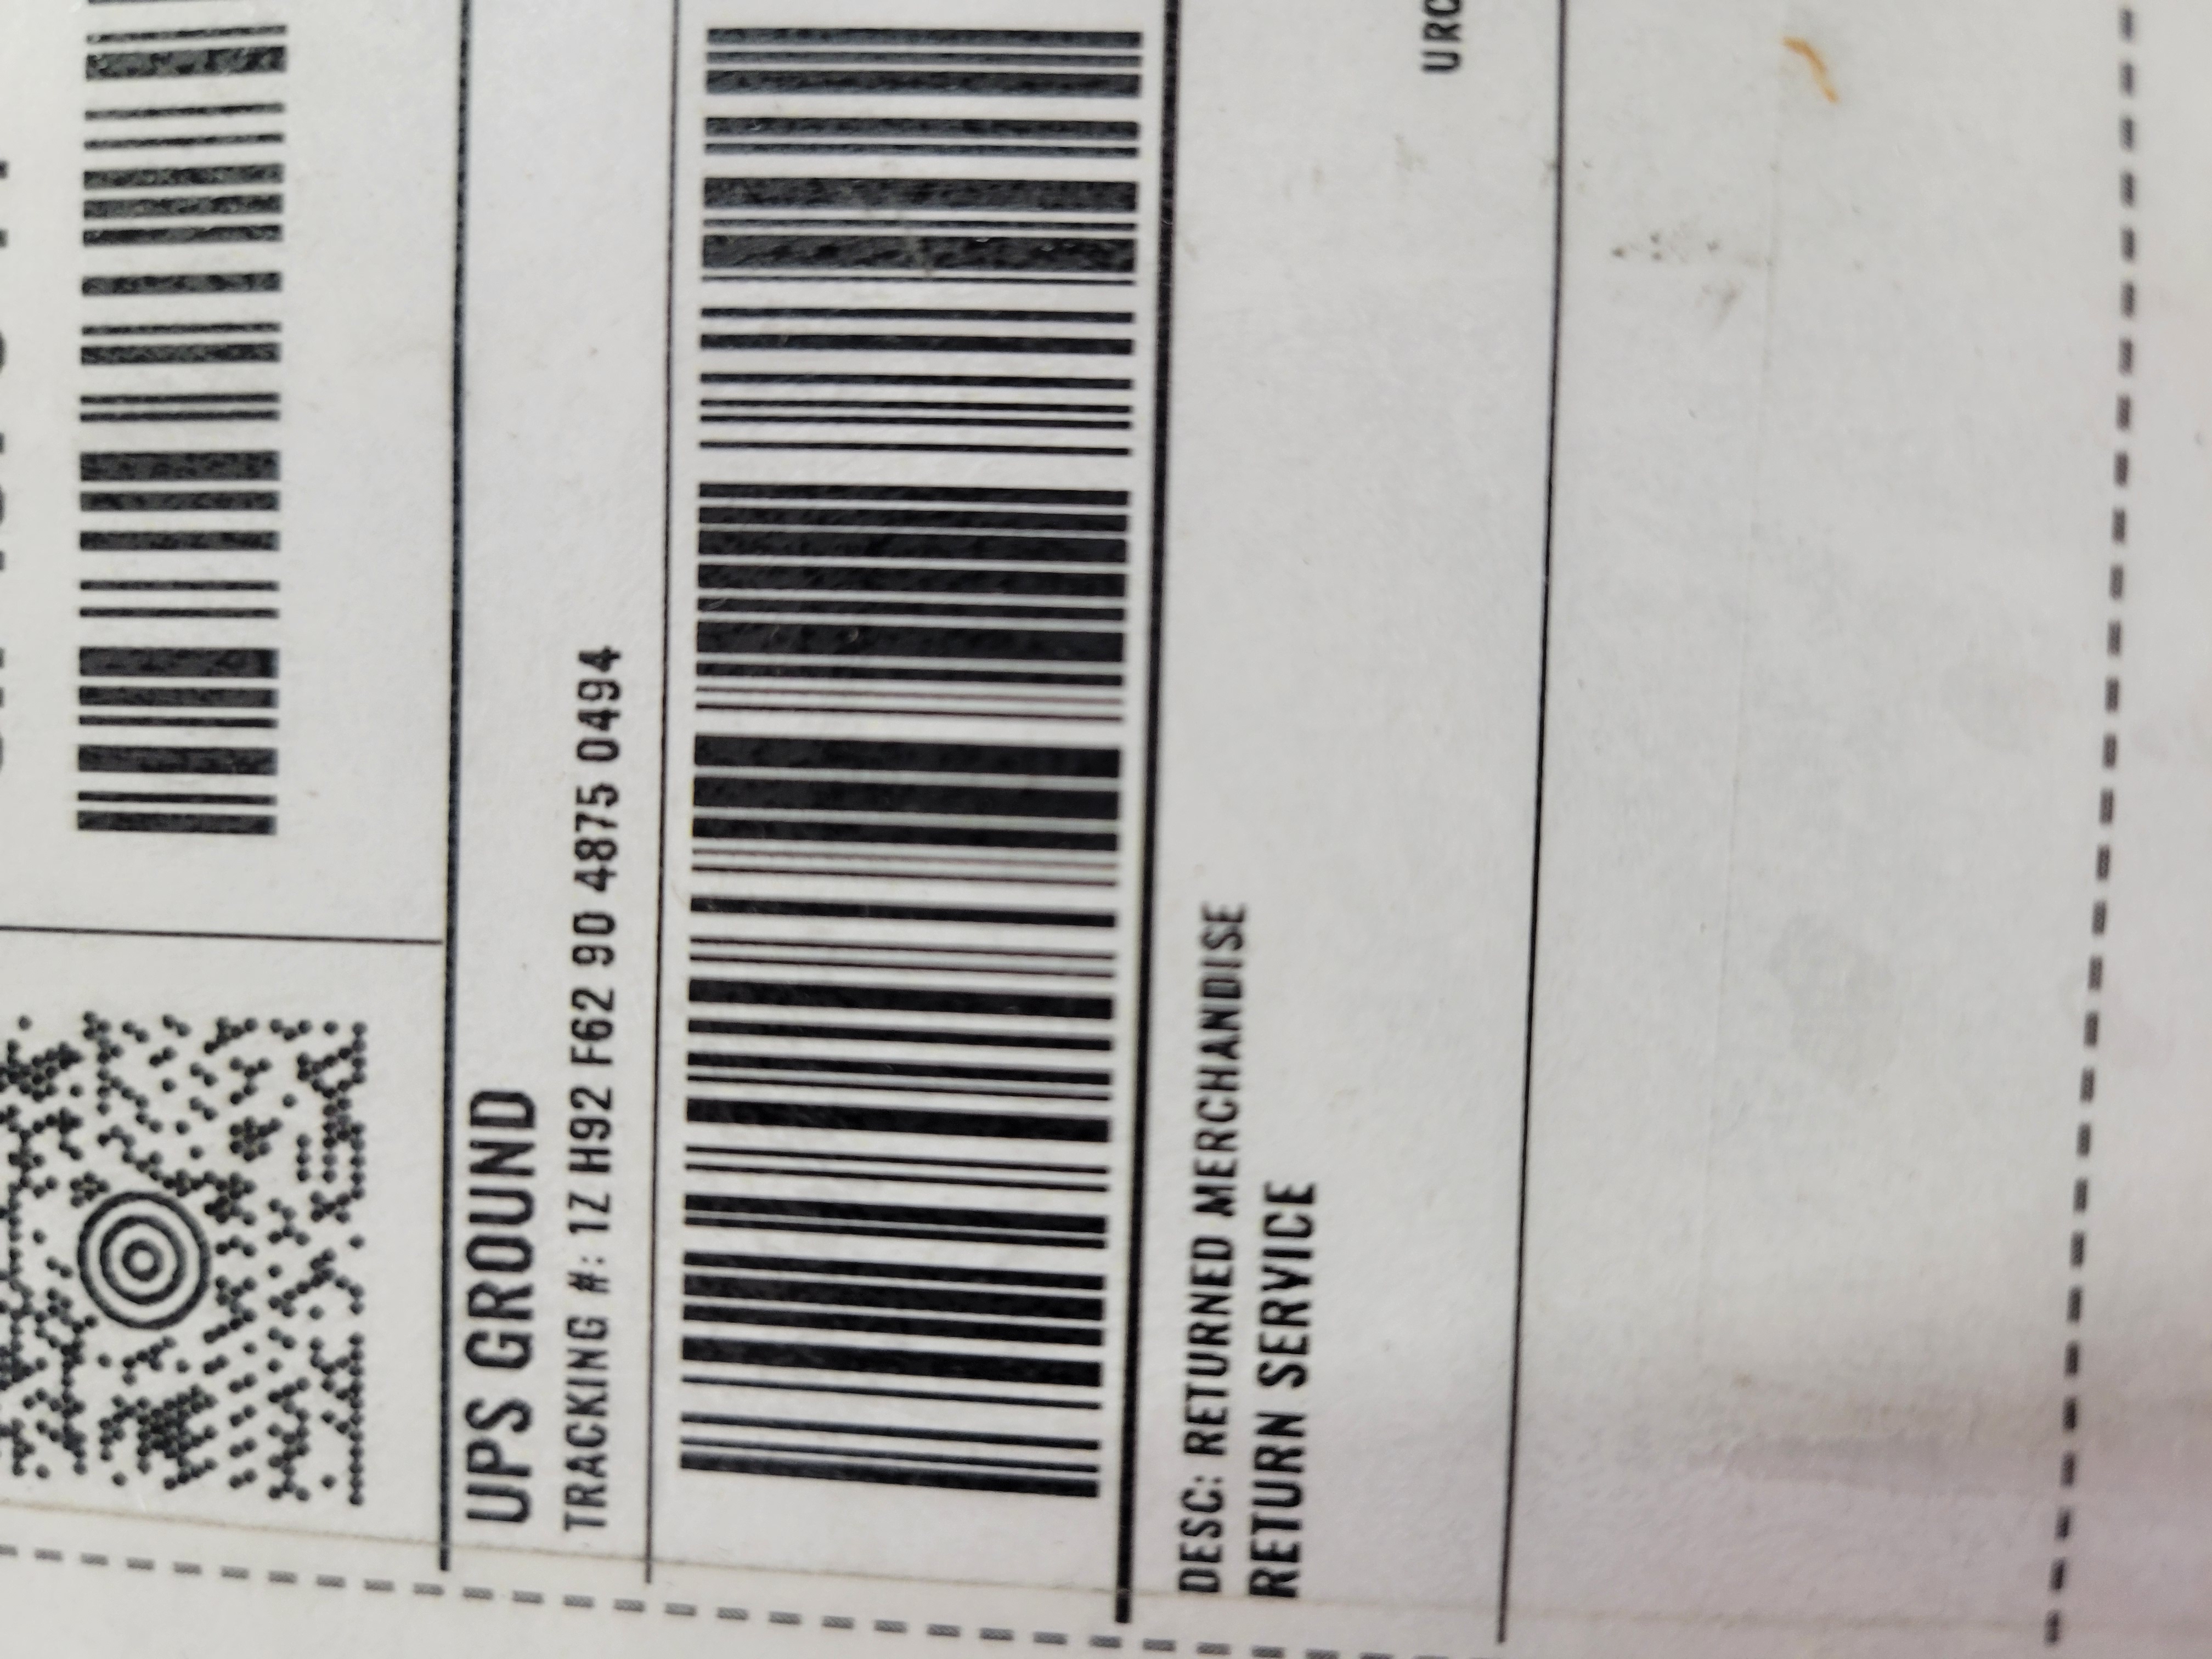 UPS GROUND
TRACKING #: 1Z H92 F62 90 4875 0494
DESC: RETURNED MERCHANDISE
RETURN SERVICE